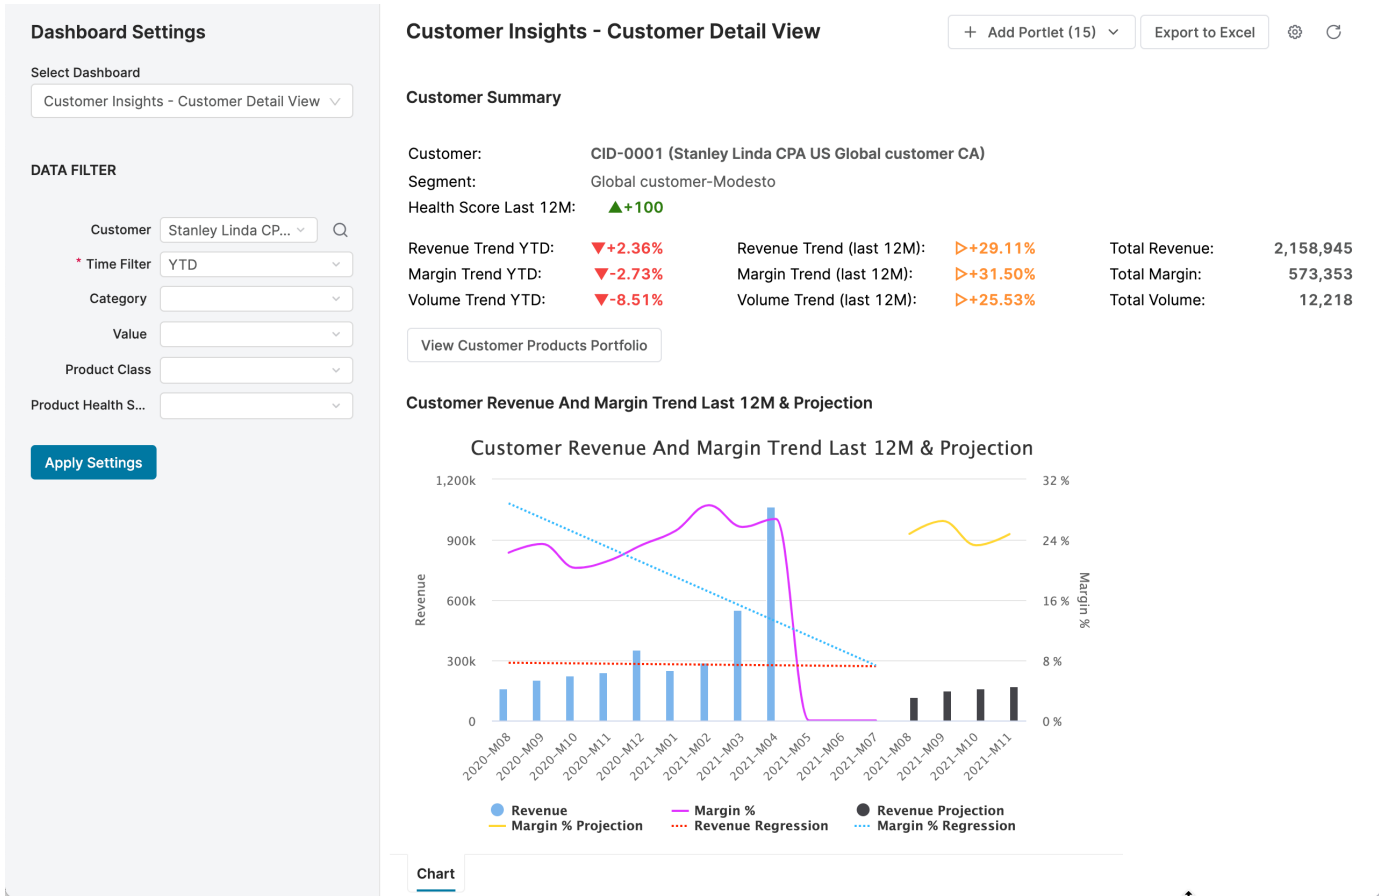 Dashboard Settings
Select Dashboard
Customer Insights - Customer Detail View
DATA FILTER
Customer Stanley Linda CP...
* Time Filter YTD
Category
Value
Product Class
Product Health S...
Apply Settings
Customer Insights - Customer Detail View
+ Add Portlet (15)
Export to Excel
Customer Summary
Customer: CID-0001 (Stanley Linda CPA US Global customer CA)
Segment: Global customer-Modesto
Health Score Last 12M: ▲+100
Revenue Trend YTD: ▼+2.36% Revenue Trend (last 12M): ▷+29.11% Total Revenue: 2,158,945
Margin Trend YTD: ▼-2.73% Margin Trend (last 12M): ▷+31.50% Total Margin: 573,353
Volume Trend YTD: ▼-8.51% Volume Trend (last 12M): ▷+25.53% Total Volume: 12,218
View Customer Products Portfolio
Customer Revenue And Margin Trend Last 12M & Projection
Customer Revenue And Margin Trend Last 12M & Projection
1,200k 32 %
900k 24 %
600k 16 %
300k 8 %
0 0 %
Revenue
Margin %
2020-M08
2020-M09
2020-M10
2020-M11
2020-M12
2021-M01
2021-M02
2021-M03
2021-M04
2021-M05
2021-M06
2021-M07
2021-M08
2021-M09
2021-M10
2021-M11
Revenue Margin % Revenue Projection
Margin % Projection Revenue Regression Margin % Regression
Chart